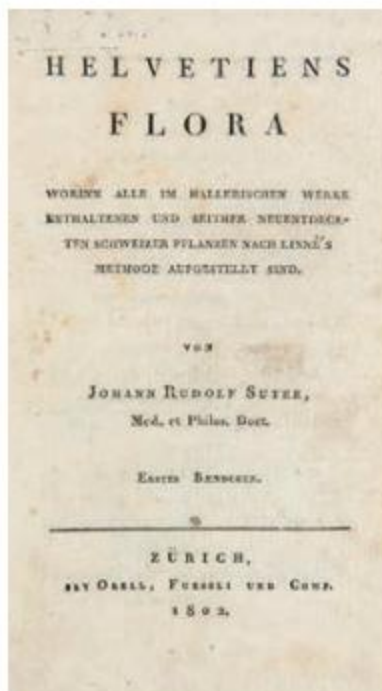 HELVETIENS
FLORA
WORINN ALLE IM HALLERISCHEN WERKE
ENTHALTENEN UND SEITHER NEUENTDECK-
TEN SCHWEIZER PFLANZEN NACH LINNÉ'S
METHODE AUFGESTELLT SIND.
VON
JOHANN RUDOLF SUTER,
Med. et Philos. Doct.
ERSTES BÄNDCHEN.
ZÜRICH,
BEY ORELL, FUESSLI UND COMP.
1802.